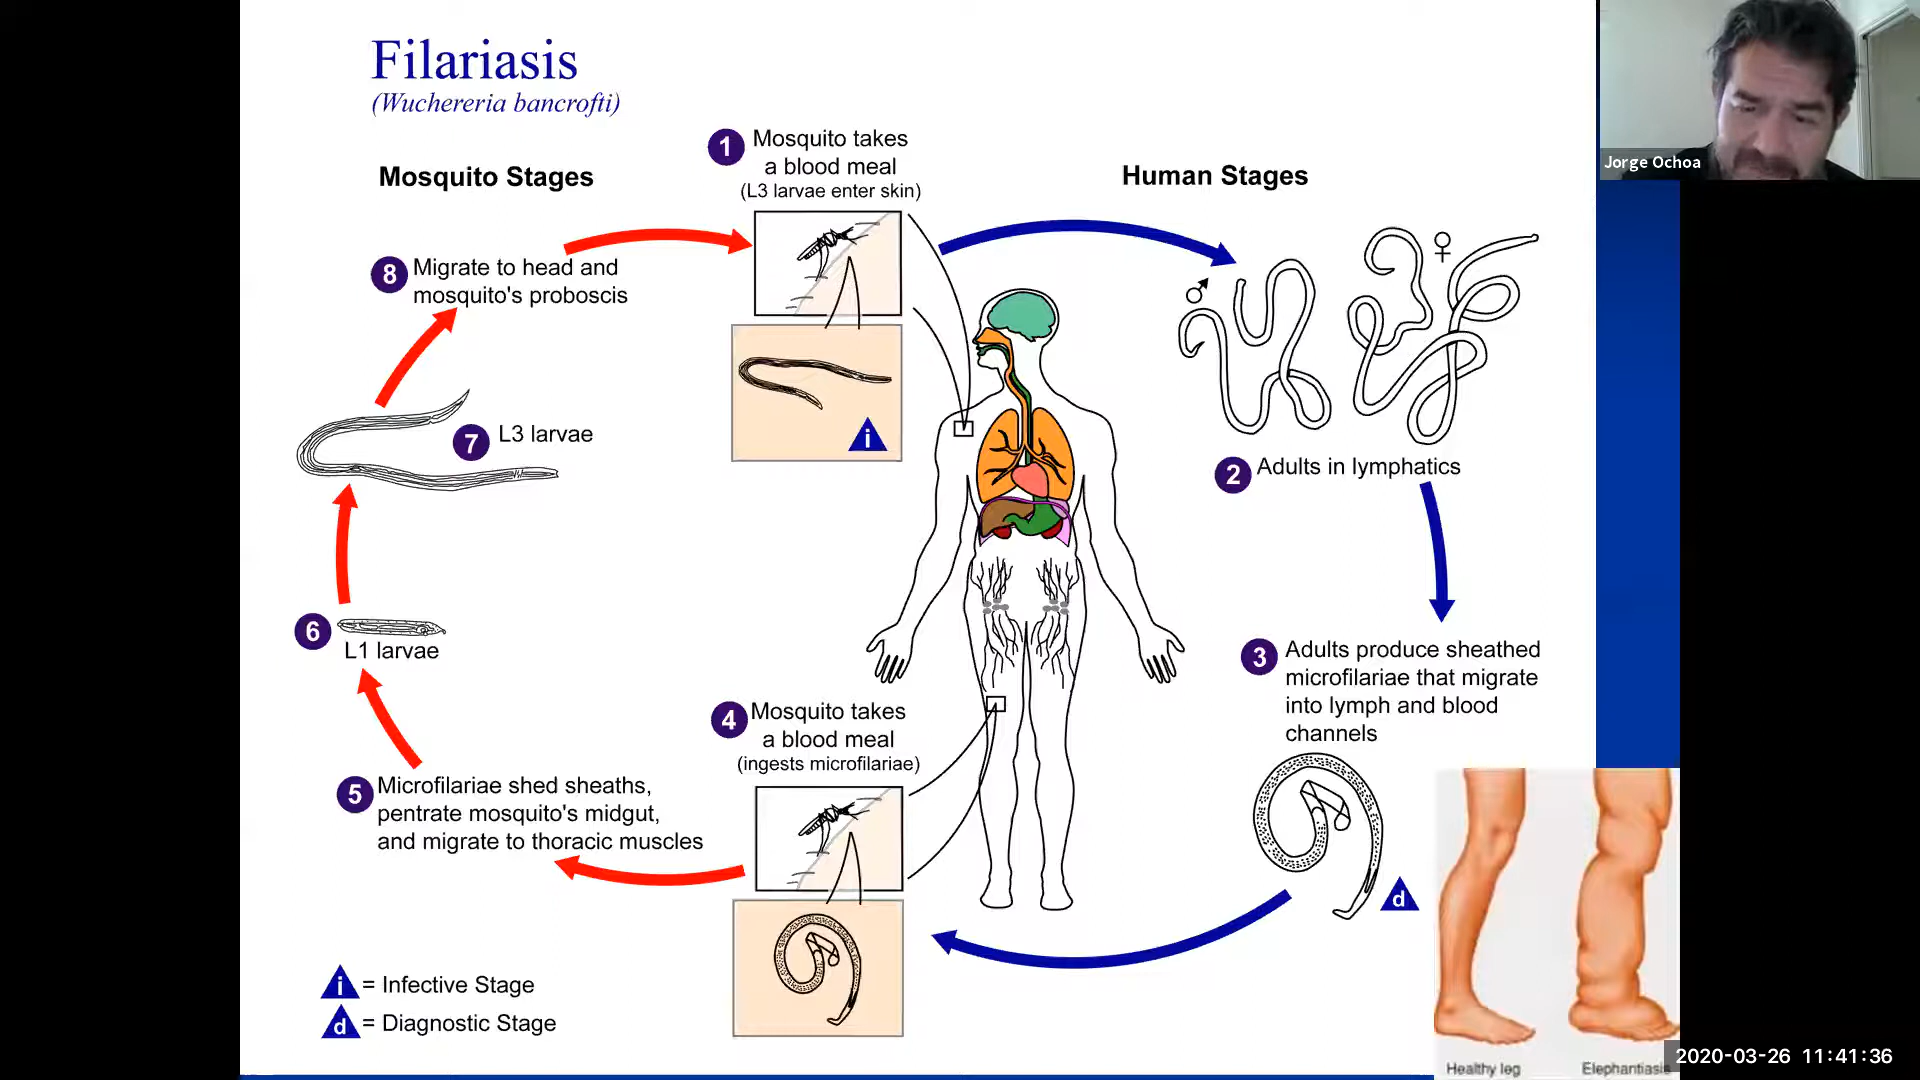 Filariasis
(Wuchereria bancrofti)
Mosquito Stages
Human Stages
1
Mosquito takes
a blood meal
(L3 larvae enter skin)
8
Migrate to head and
mosquito's proboscis
i
7
L3 larvae
♂
♀
2
Adults in lymphatics
6
L1 larvae
3
Adults produce sheathed
microfilariae that migrate
into lymph and blood
channels
d
4
Mosquito takes
a blood meal
(ingests microfilariae)
5
Microfilariae shed sheaths,
pentrate mosquito's midgut,
and migrate to thoracic muscles
i = Infective Stage
d = Diagnostic Stage
Healthy leg
Elephantiasis
Jorge Ochoa
2020-03-26 11:41:36